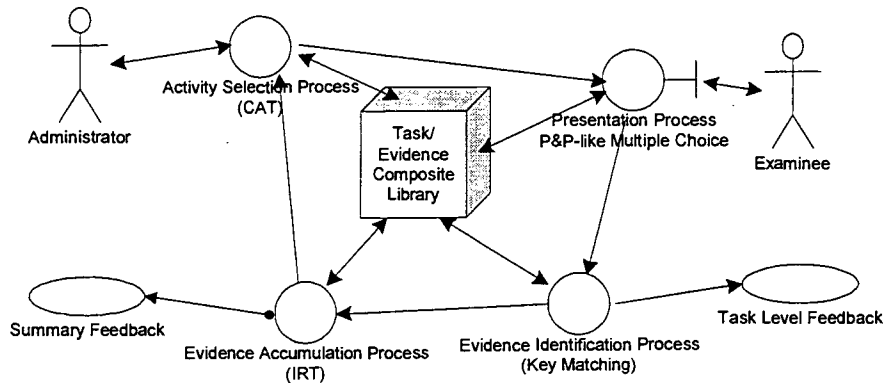 Activity Selection Process
(CAT)
Administrator
Task/
Evidence
Composite
Library
Presentation Process
P&P-like Multiple Choice
Examinee
Summary Feedback
Evidence Accumulation Process
(IRT)
Evidence Identification Process
(Key Matching)
Task Level Feedback